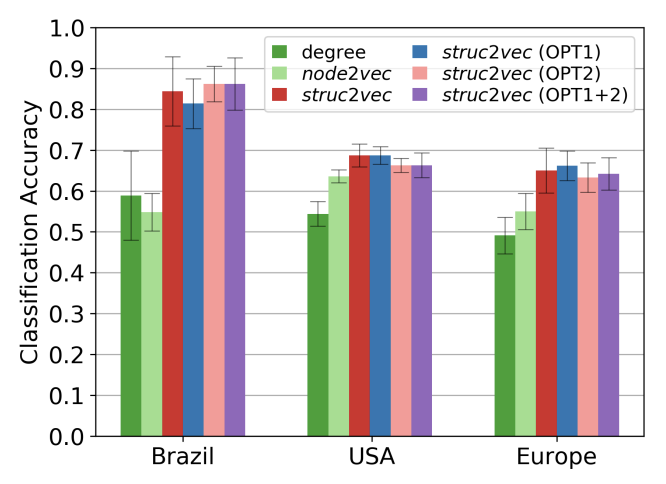 1.0
0.9
0.8
0.7
0.6
0.5
0.4
0.3
0.2
0.1
0.0
Classification Accuracy
degree
node2vec
struc2vec
struc2vec (OPT1)
struc2vec (OPT2)
struc2vec (OPT1+2)
Brazil USA Europe